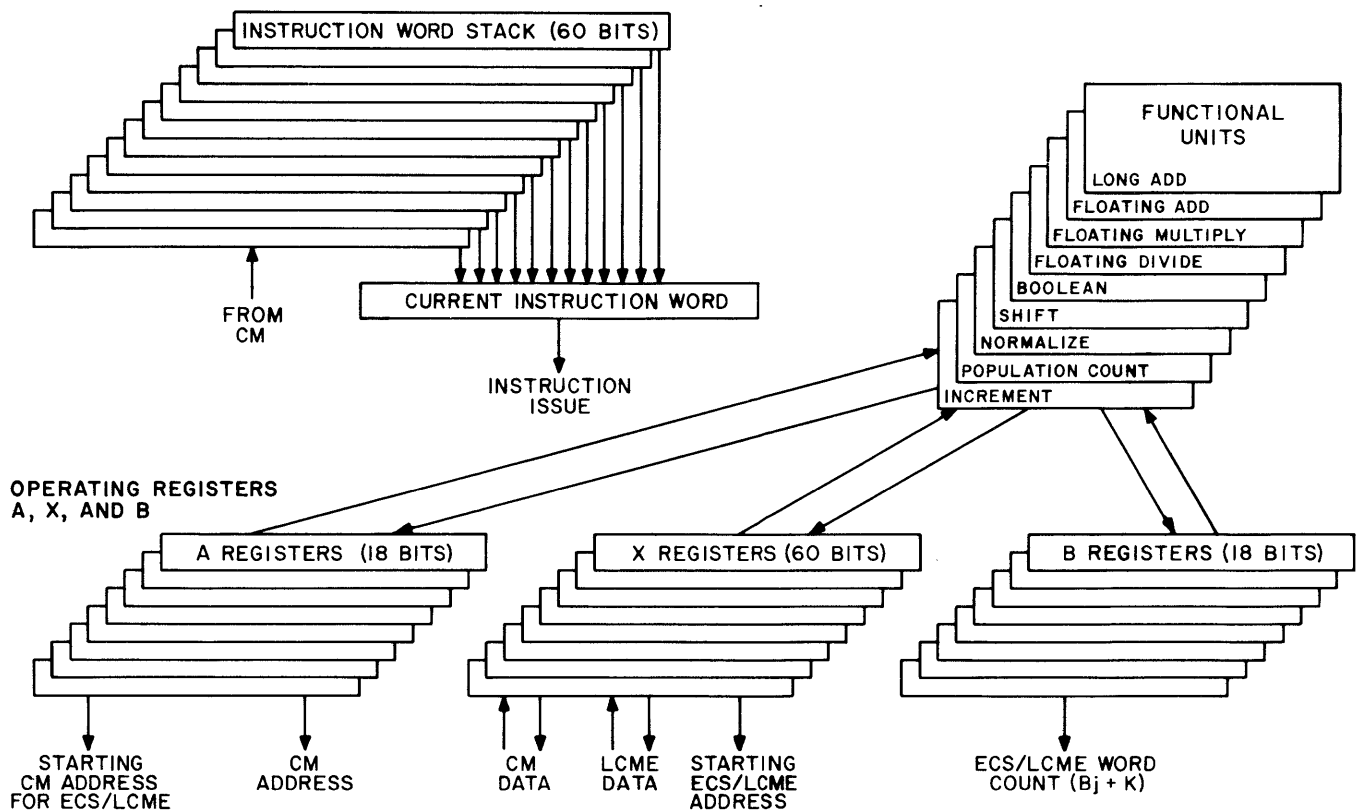 INSTRUCTION WORD STACK (60 BITS)
FROM
CM
CURRENT INSTRUCTION WORD
INSTRUCTION
ISSUE
FUNCTIONAL
UNITS
LONG ADD
FLOATING ADD
FLOATING MULTIPLY
FLOATING DIVIDE
BOOLEAN
SHIFT
NORMALIZE
POPULATION COUNT
INCREMENT
OPERATING REGISTERS
A, X, AND B
A REGISTERS (18 BITS)
X REGISTERS (60 BITS)
B REGISTERS (18 BITS)
STARTING
CM ADDRESS
FOR ECS/LCME
CM
ADDRESS
CM
DATA
LCME
DATA
STARTING
ECS/LCME
ADDRESS
ECS/LCME WORD
COUNT (Bj + K)